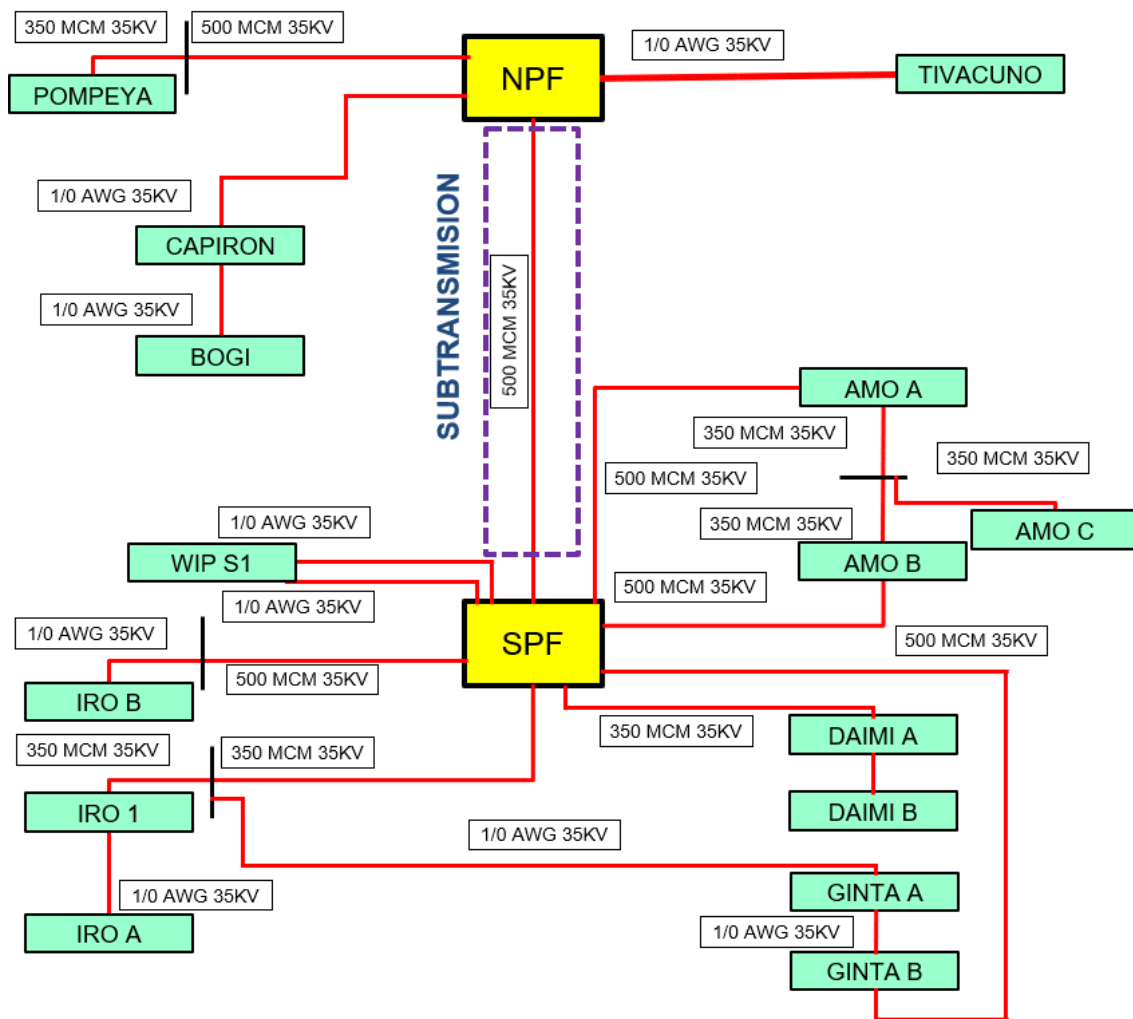 350 MCM 35KV
500 MCM 35KV
1/0 AWG 35KV
NPF
TIVACUNO
POMPEYA
1/0 AWG 35KV
CAPIRON
SUBTRANSMISION
500 MCM 35KV
1/0 AWG 35KV
BOGI
AMO A
350 MCM 35KV
350 MCM 35KV
500 MCM 35KV
350 MCM 35KV
AMO C
1/0 AWG 35KV
WIP S1
AMO B
500 MCM 35KV
1/0 AWG 35KV
1/0 AWG 35KV
SPF
500 MCM 35KV
500 MCM 35KV
IRO B
350 MCM 35KV
DAIMI A
350 MCM 35KV
350 MCM 35KV
IRO 1
DAIMI B
1/0 AWG 35KV
1/0 AWG 35KV
GINTA A
IRO A
1/0 AWG 35KV
GINTA B